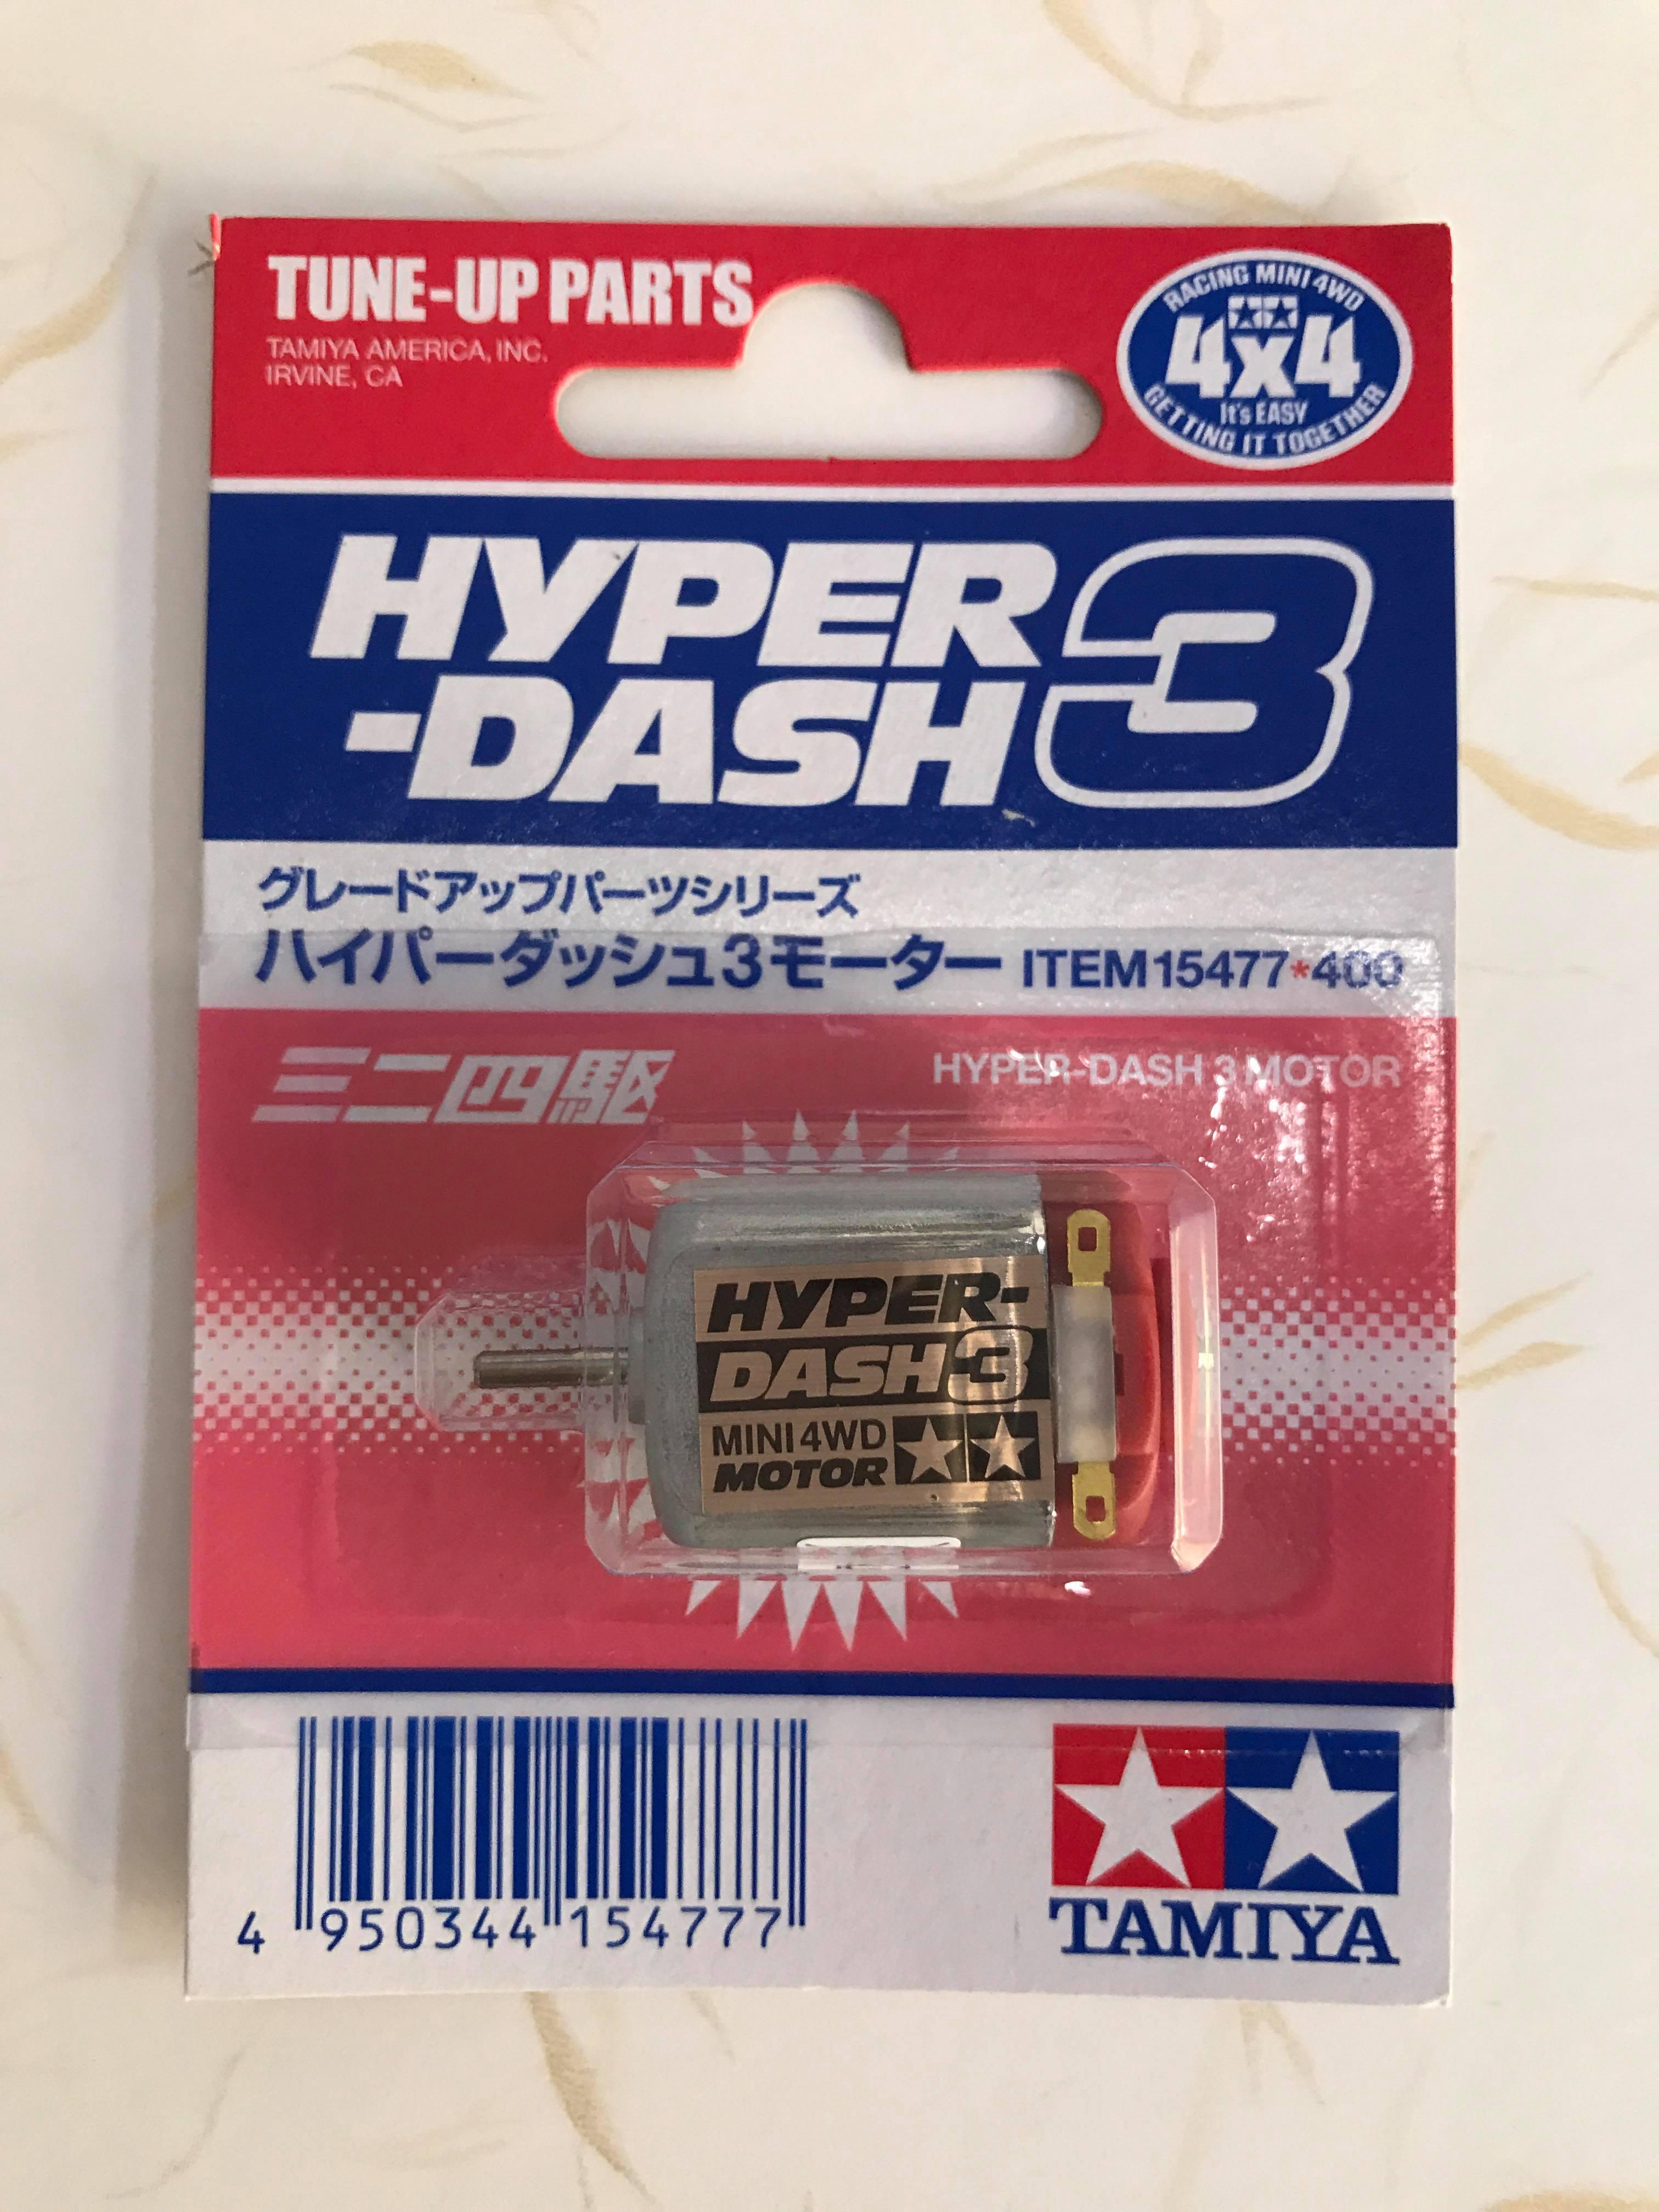 TUNE-UP PARTS
TAMIYA AMERICA, INC.
IRVINE, CA
RACING MINI 4WD
4x4
It's EASY
GETTING IT TOGETHER
HYPER
-DASH 3
グレードアップパーツシリーズ
ハイパーダッシュ3モーター ITEM 15477*400
ミニ四駆
HYPER-DASH 3 MOTOR
HYPER-
DASH 3
MINI 4WD
MOTOR
4 950344 154777
TAMIYA